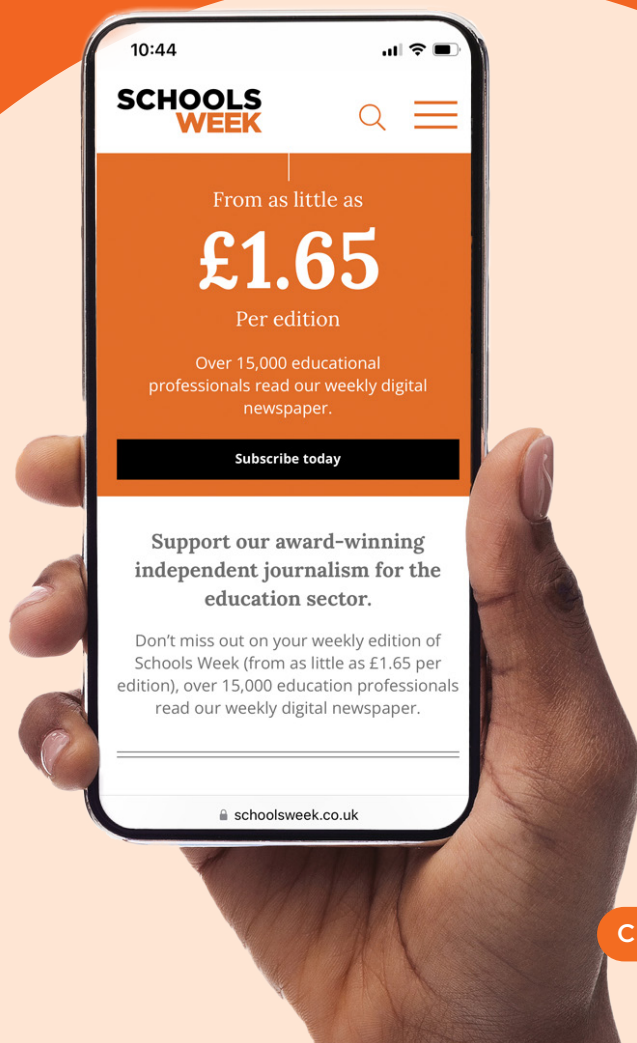 10:44
SCHOOLS
WEEK
From as little as
£1.65
Per edition
Over 15,000 educational
professionals read our weekly digital
newspaper.
Subscribe today
Support our award-winning
independent journalism for the
education sector.
Don't miss out on your weekly edition of
Schools Week (from as little as £1.65 per
edition), over 15,000 education professionals
read our weekly digital newspaper.
schoolsweek.co.uk
C